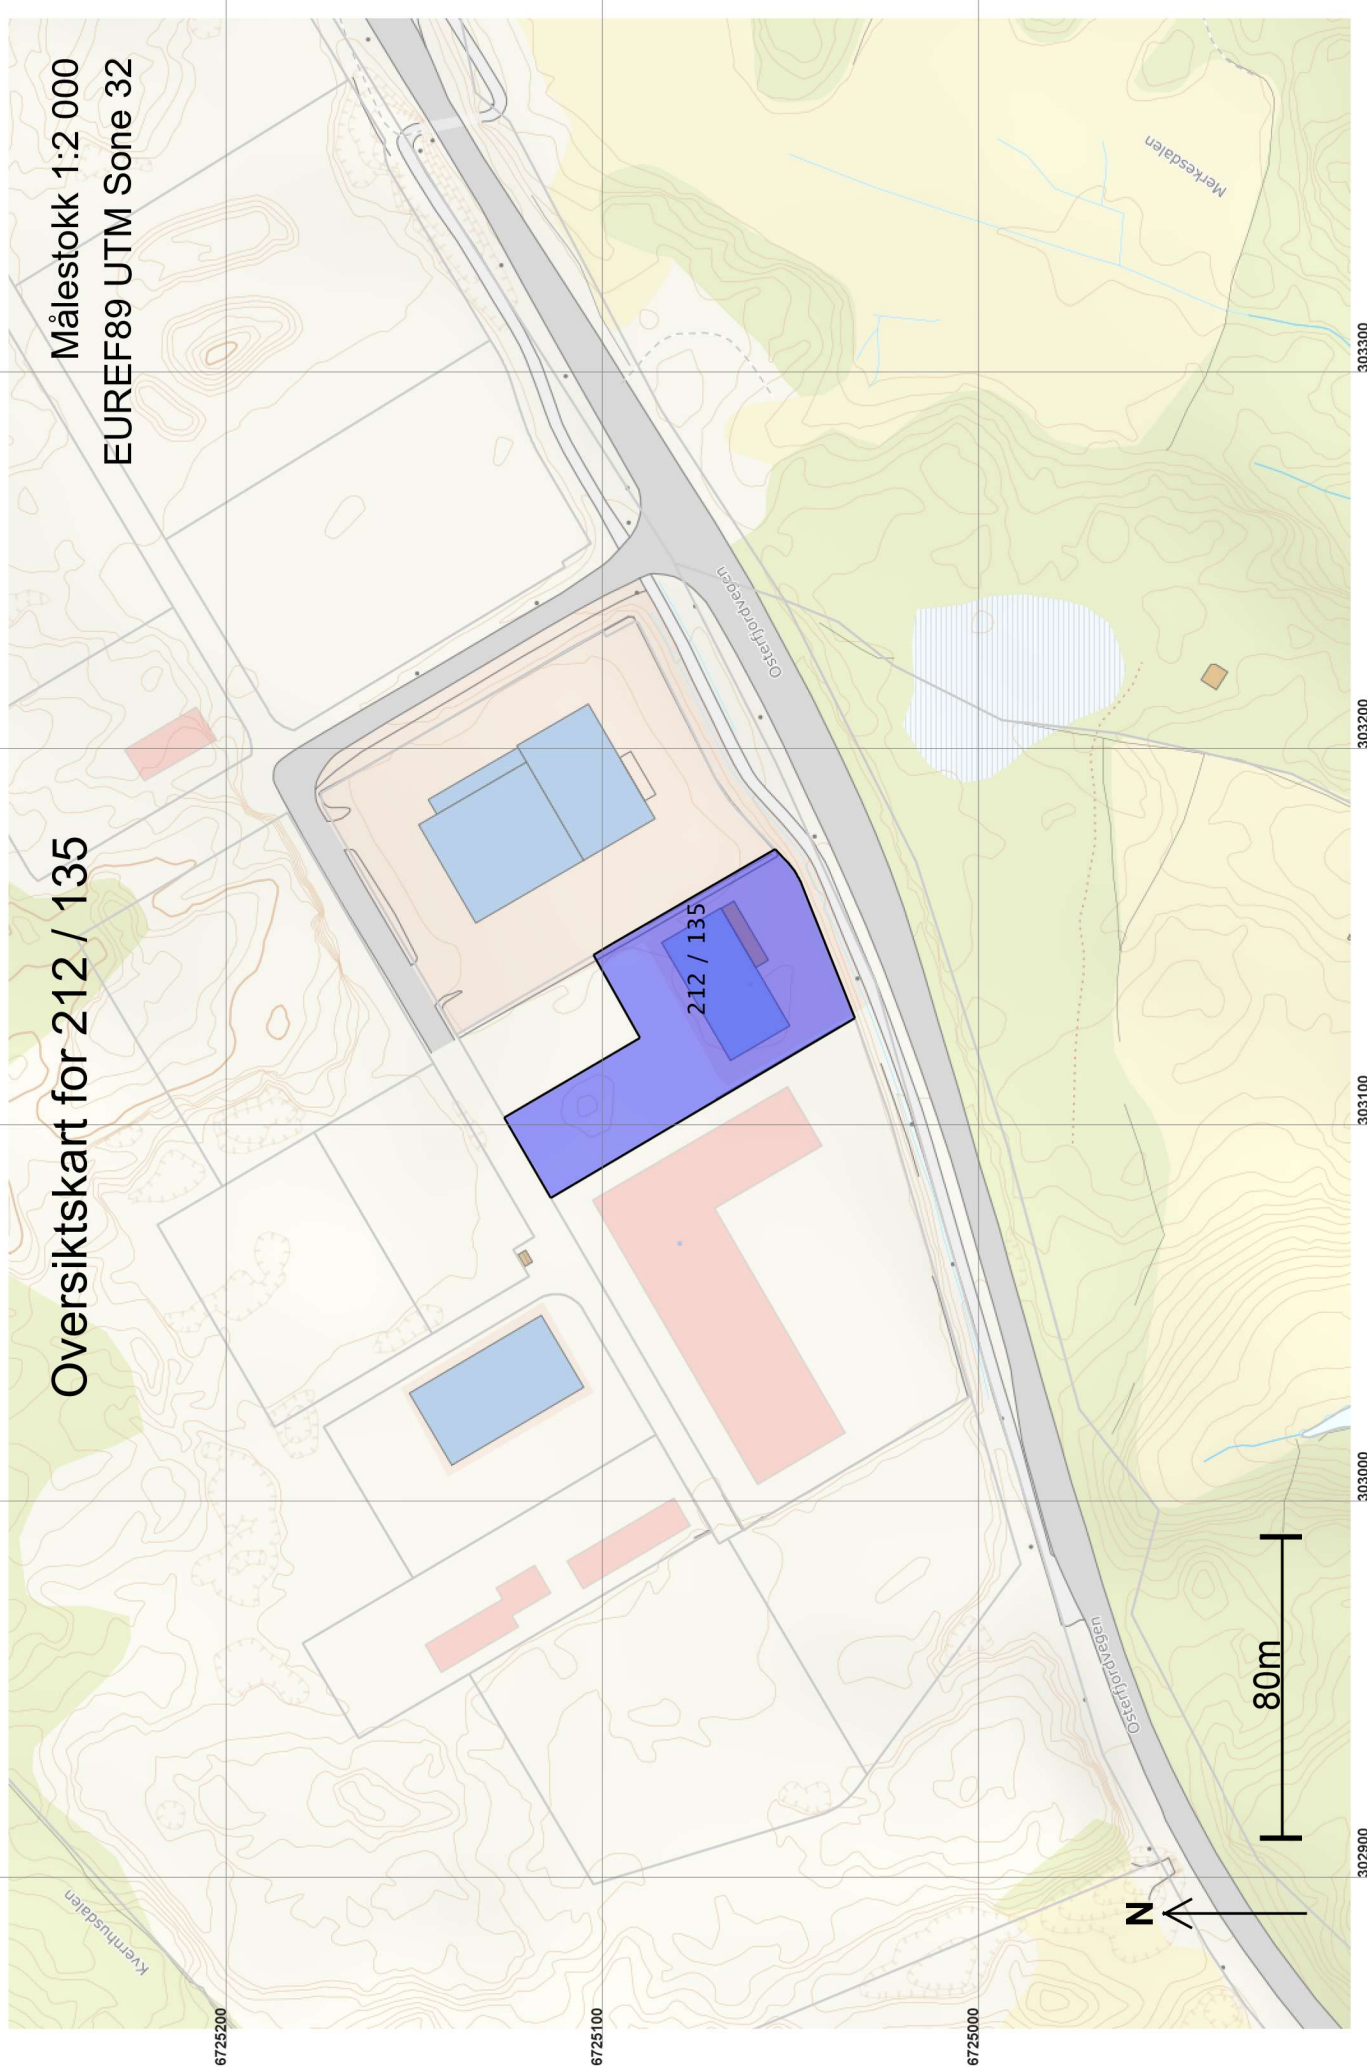 Oversiktskart for 212 / 135
Målestokk 1:2 000
EUREF89 UTM Sone 32
Kvernhusdalen
6725200
6725100
6725000
212 / 135
Osterfjordvegen
Osterfjordvegen
Merkesdalen
N
80m
302900
303000
303100
303200
303300